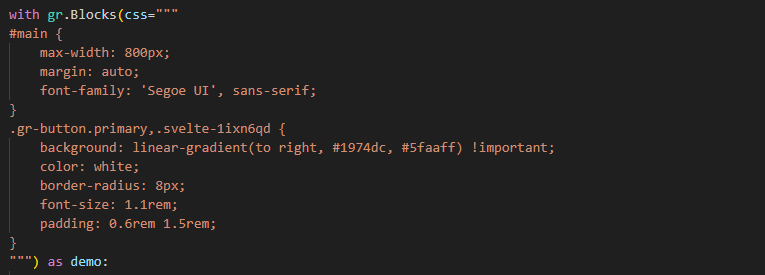 with gr.Blocks(css="""
#main {
    max-width: 800px;
    margin: auto;
    font-family: 'Segoe UI', sans-serif;
}
.gr-button.primary,.svelte-1ixn6qd {
    background: linear-gradient(to right, #1974dc, #5faaff) !important;
    color: white;
    border-radius: 8px;
    font-size: 1.1rem;
    padding: 0.6rem 1.5rem;
}
""") as demo: